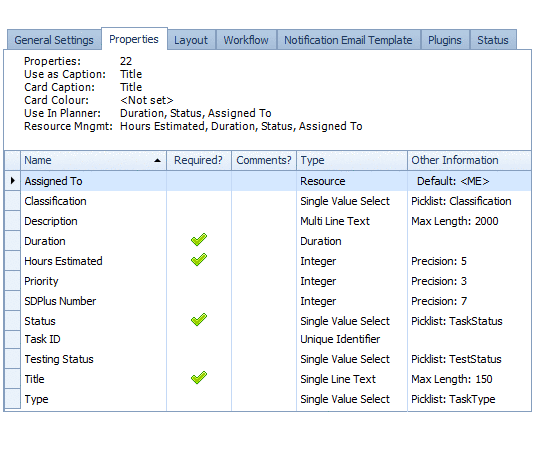 General Settings Properties Layout Workflow Notification Email Template Plugins Status
Properties: 22
Use as Caption: Title
Card Caption: Title
Card Colour: <Not set>
Use In Planner: Duration, Status, Assigned To
Resource Mngmt: Hours Estimated, Duration, Status, Assigned To
Name Required? Comments? Type Other Information
Assigned To Resource Default: <ME>
Classification Single Value Select Picklist: Classification
Description Multi Line Text Max Length: 2000
Duration Duration
Hours Estimated Integer Precision: 5
Priority Integer Precision: 3
SDPlus Number Integer Precision: 7
Status Single Value Select Picklist: TaskStatus
Task ID Unique Identifier
Testing Status Single Value Select Picklist: TestStatus
Title Single Line Text Max Length: 150
Type Single Value Select Picklist: TaskType